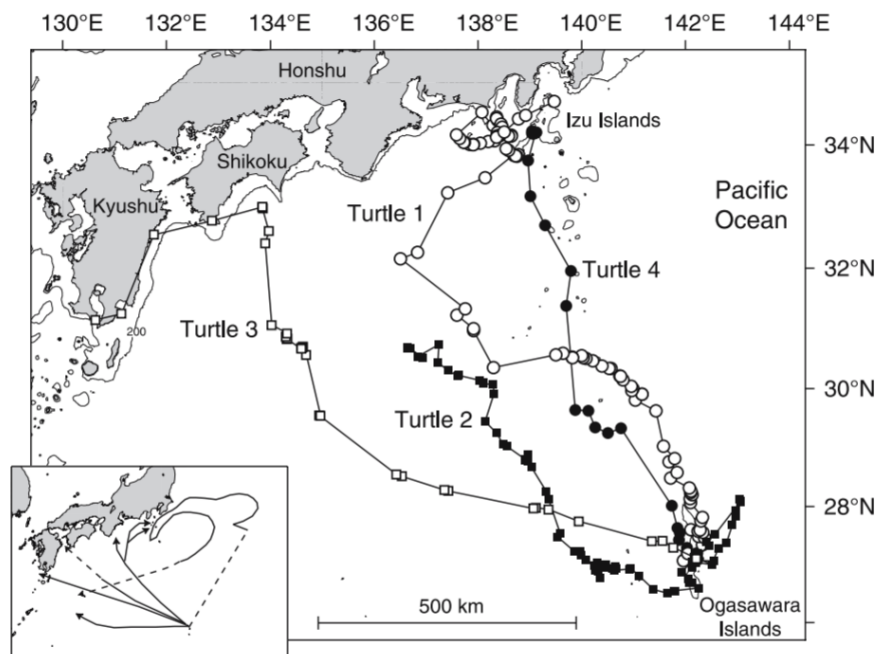 130°E 132°E 134°E 136°E 138°E 140°E 142°E 144°E
Honshu
Izu Islands
34°N
Shikoku
Kyushu
Pacific
Ocean
Turtle 1
Turtle 4
32°N
200
Turtle 3
30°N
Turtle 2
28°N
500 km
Ogasawara
Islands